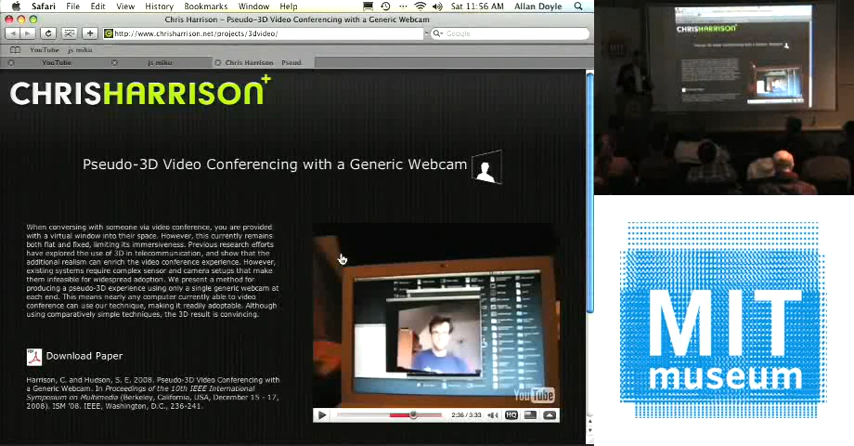 Safari File Edit View History Bookmarks Window Help Sat 11:56 AM Allan Doyle
Chris Harrison – Pseudo-3D Video Conferencing with a Generic Webcam
http://www.chrisharrison.net/projects/3dvideo/
Google
YouTube js miku
YouTube js miku Chris Harrison Pseud...
CHRISHARRISON+
Pseudo-3D Video Conferencing with a Generic Webcam
When conversing with someone via video conference, you are provided
with a virtual window into their space. However, this currently remains
both flat and fixed, limiting its immersiveness. Previous research efforts
have explored the use of 3D in telecommunication, and show that the
additional realism can enrich the video conference experience. However,
existing systems require complex sensor and camera setups that make
them infeasible for widespread adoption. We present a method for
producing a pseudo-3D experience using only a single generic webcam at
each end. This means nearly any computer currently able to video
conference can use our technique, making it readily adoptable. Although
using comparatively simple techniques, the 3D result is convincing.
Download Paper
Harrison, C. and Hudson, S. E. 2008. Pseudo-3D Video Conferencing with
a Generic Webcam. In Proceedings of the 10th IEEE International
Symposium on Multimedia (Berkeley, California, USA, December 15 - 17,
2008). ISM '08. IEEE, Washington, D.C., 236-241.
YouTube
2:36 / 3:33 HQ
CHRISHARRISON+
MIT
museum